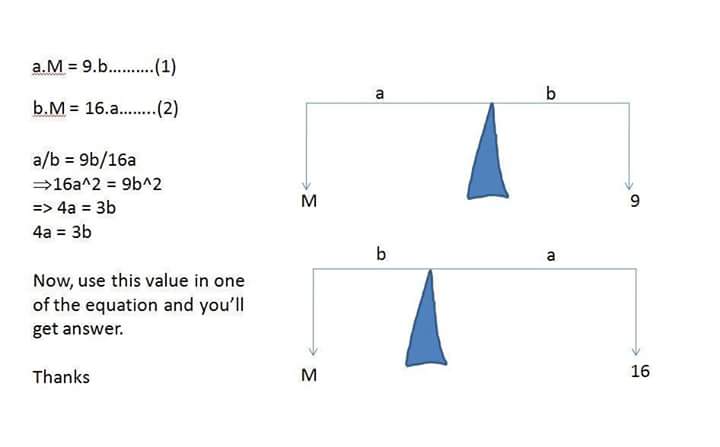 a.M = 9.b..........(1)
b.M = 16.a........(2)
a/b = 9b/16a
⇒16a^2 = 9b^2
=> 4a = 3b
4a = 3b
Now, use this value in one
of the equation and you’ll
get answer.
Thanks
a b
M 9
b a
M 16